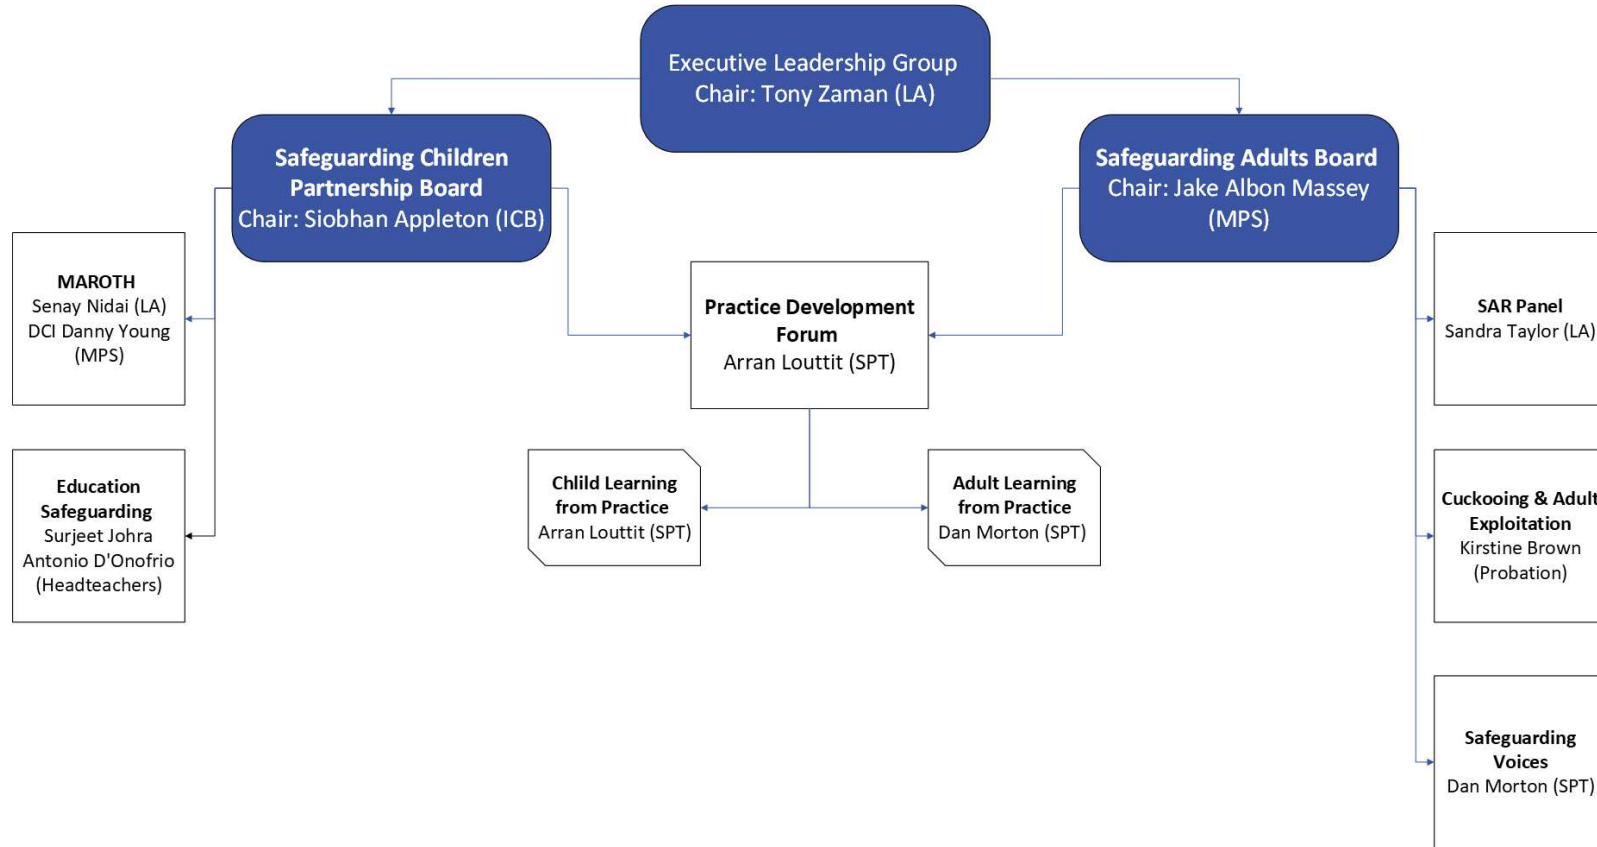 Executive Leadership Group
Chair: Tony Zaman (LA)
Safeguarding Children
Partnership Board
Chair: Siobhan Appleton (ICB)
Safeguarding Adults Board
Chair: Jake Albon Massey
(MPS)
MAROTH
Senay Nidai (LA)
DCI Danny Young
(MPS)
Practice Development
Forum
Arran Louttit (SPT)
SAR Panel
Sandra Taylor (LA)
Education
Safeguarding
Surjeet Johra
Antonio D'Onofrio
(Headteachers)
Chlild Learning
from Practice
Arran Louttit (SPT)
Adult Learning
from Practice
Dan Morton (SPT)
Cuckooing & Adult
Exploitation
Kirstine Brown
(Probation)
Safeguarding
Voices
Dan Morton (SPT)